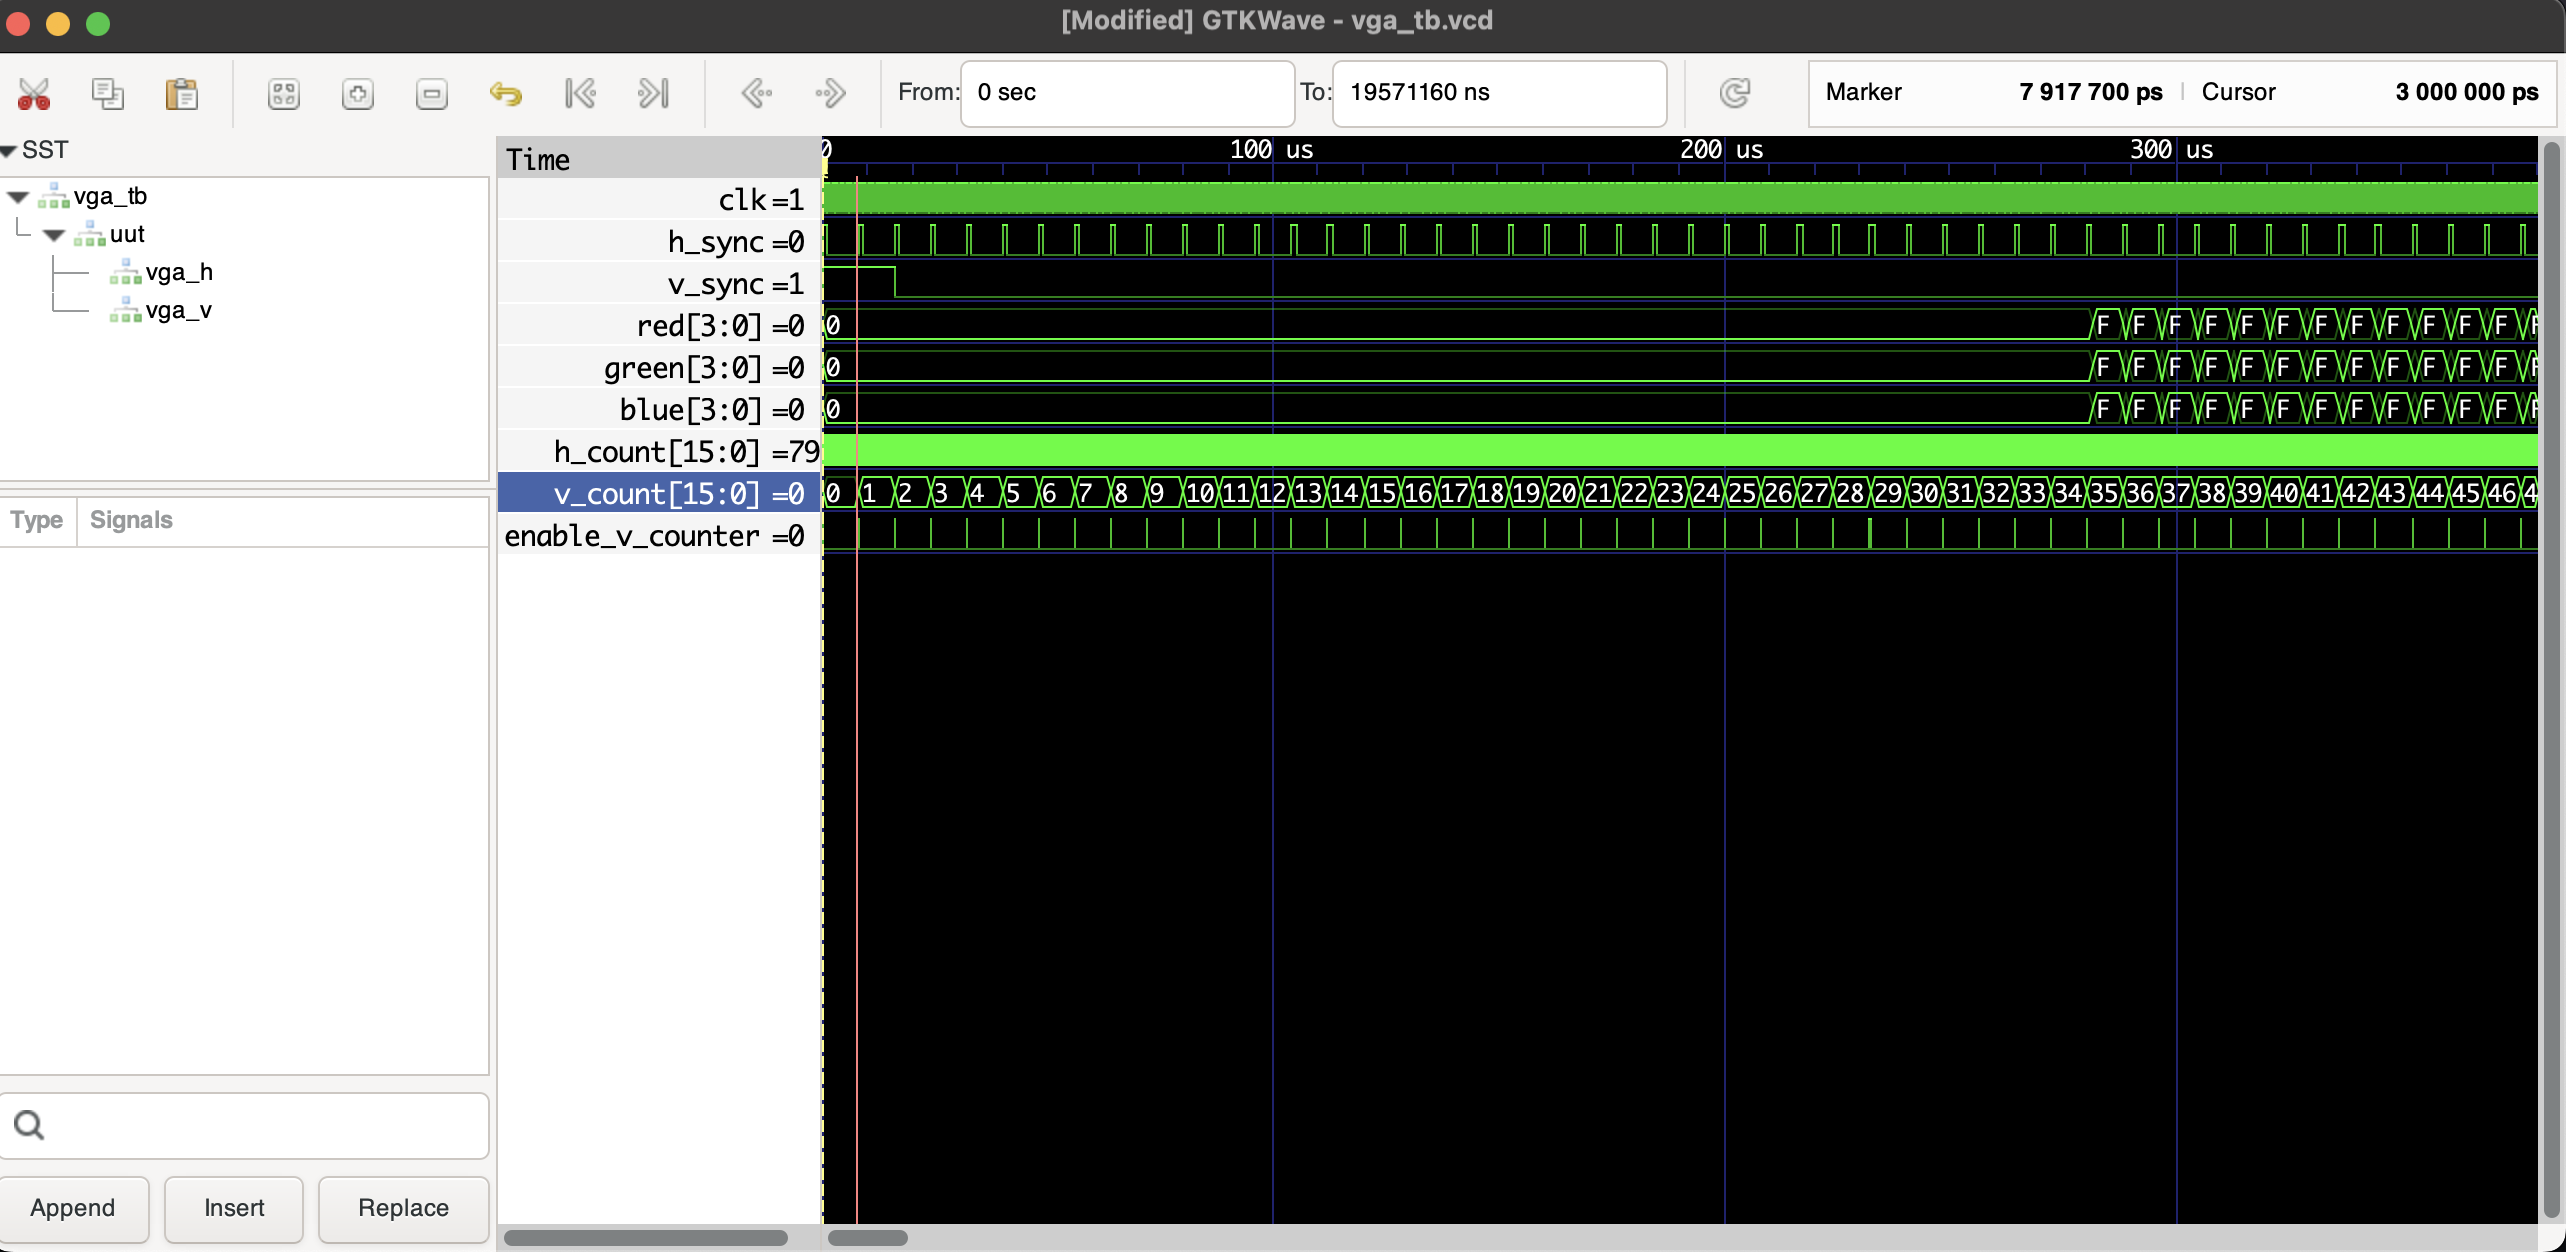 [Modified] GTKWave - vga_tb.vcd
From: 0 sec To: 19571160 ns Marker 7 917 700 ps | Cursor 3 000 000 ps
SST
vga_tb
uut
vga_h
vga_v
Type Signals
Append Insert Replace
Time
clk =1
h_sync =0
v_sync =1
red[3:0] =0
green[3:0] =0
blue[3:0] =0
h_count[15:0] =79
v_count[15:0] =0
enable_v_counter =0
0 100 us 200 us 300 us
0 F F F F F F F F F F F F F
0 F F F F F F F F F F F F F
0 F F F F F F F F F F F F F
0 1 2 3 4 5 6 7 8 9 10 11 12 13 14 15 16 17 18 19 20 21 22 23 24 25 26 27 28 29 30 31 32 33 34 35 36 37 38 39 40 41 42 43 44 45 46 4